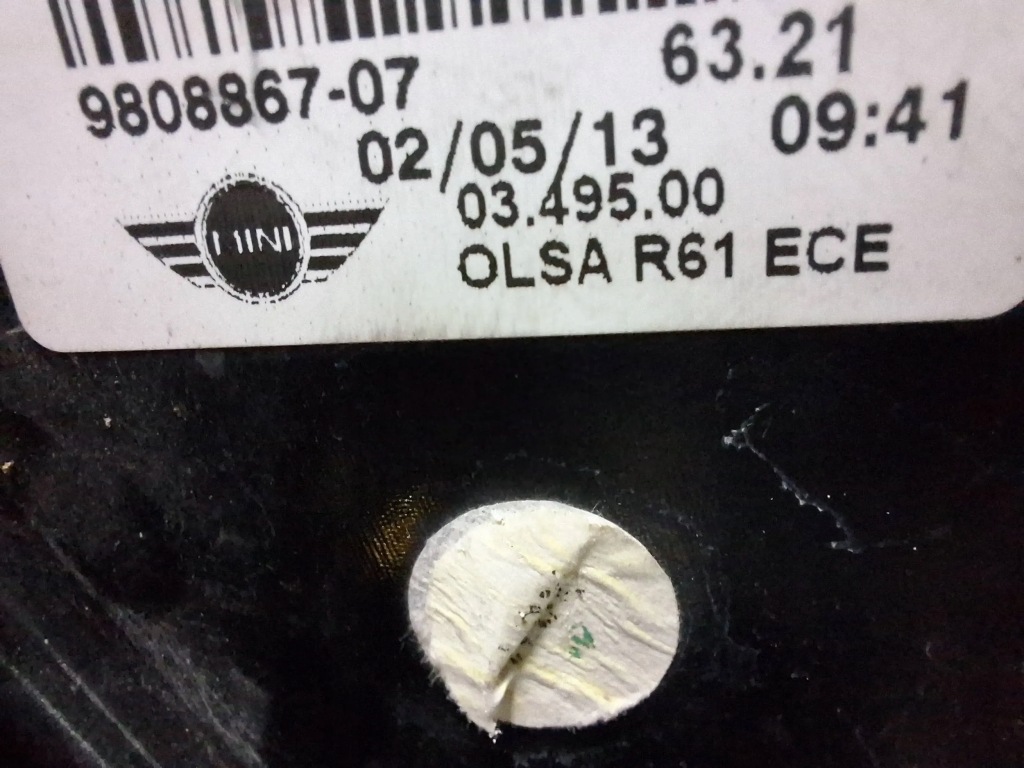 9808867-07 63.21
02/05/13 09:41
03.495.00
MINI
OLSA R61 ECE